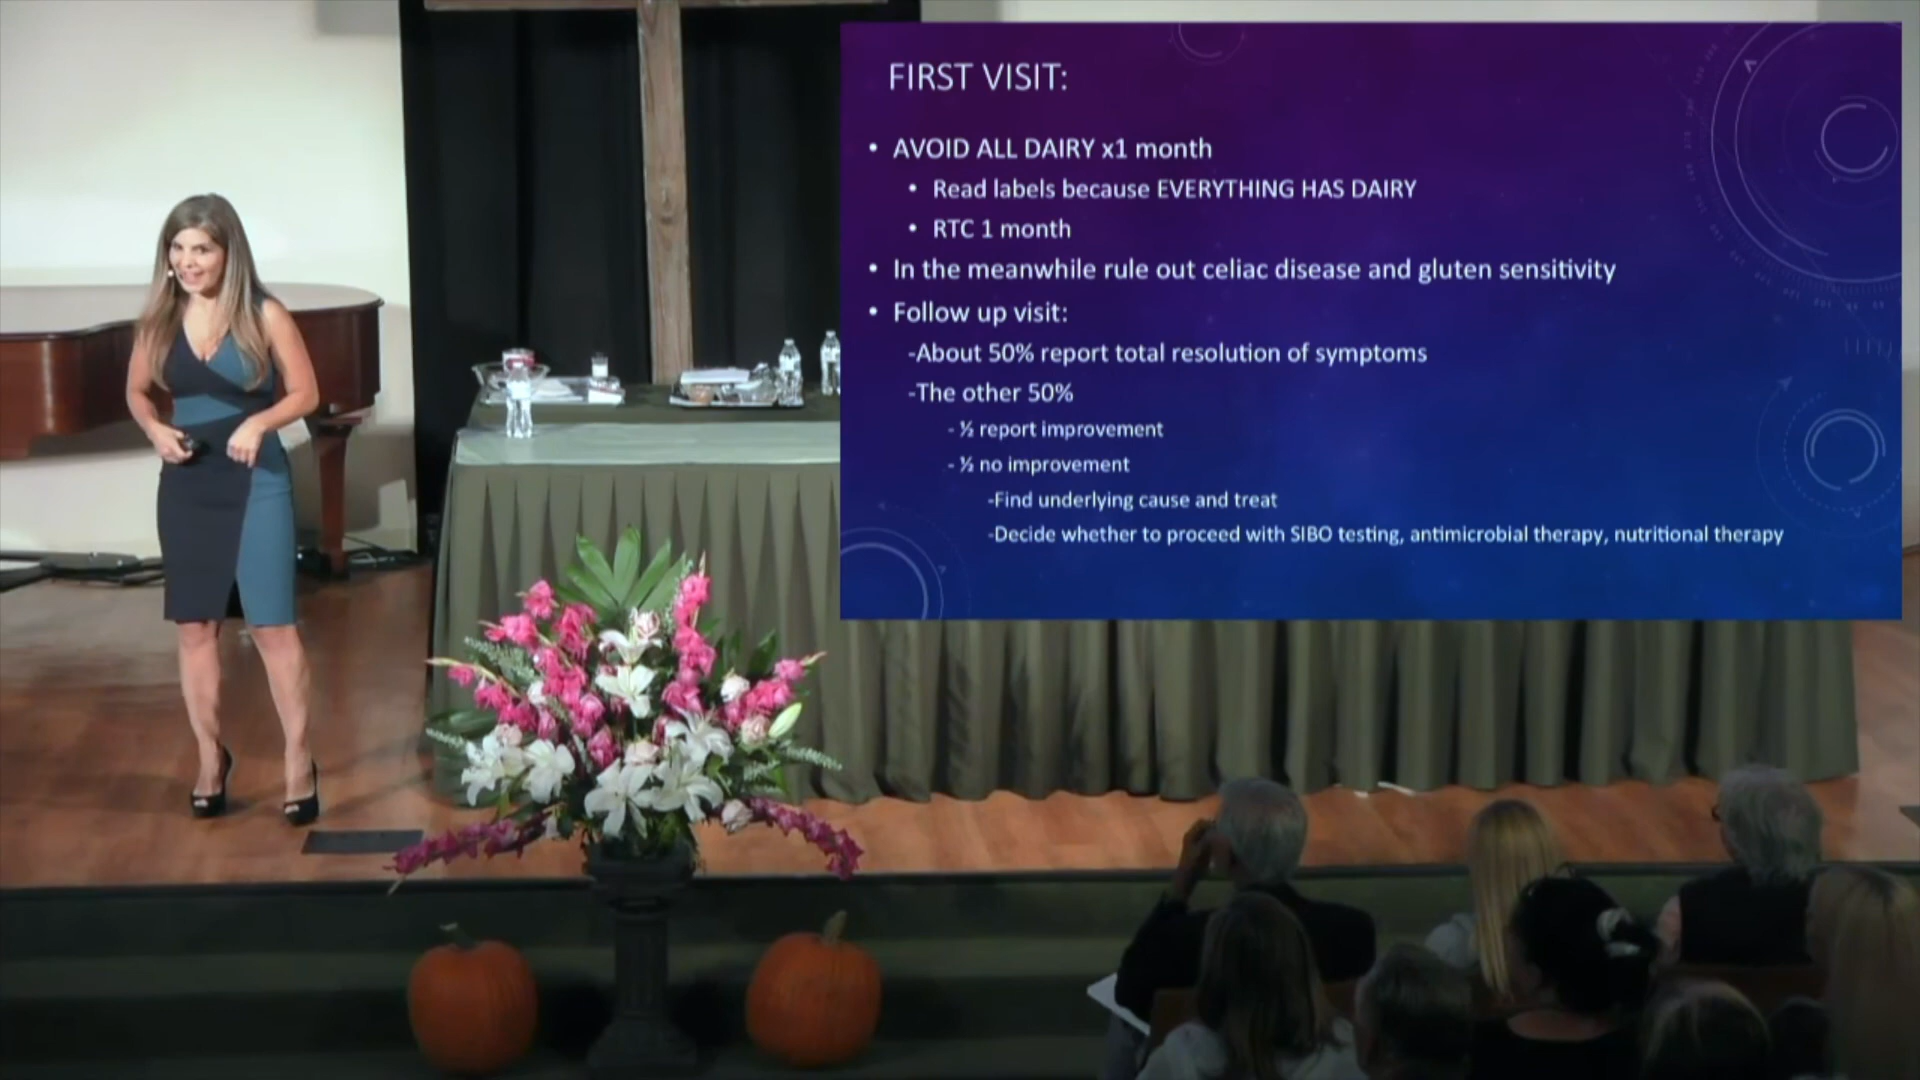 FIRST VISIT:
• AVOID ALL DAIRY x1 month
• Read labels because EVERYTHING HAS DAIRY
• RTC 1 month
• In the meanwhile rule out celiac disease and gluten sensitivity
• Follow up visit:
-About 50% report total resolution of symptoms
-The other 50%
- ½ report improvement
- ½ no improvement
-Find underlying cause and treat
-Decide whether to proceed with SIBO testing, antimicrobial therapy, nutritional therapy